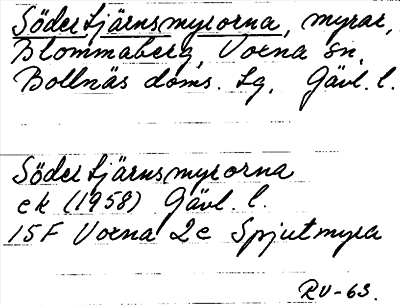 Södertjärnsmyrorna, myrar,
Blommaberg, Voxna sn,
Bollnäs doms. lg, Gävl. l.
Södertjärnsmyrorna
ek (1958) Gävl. l.
15F Voxna 2c Spjutmyra
RV-63.